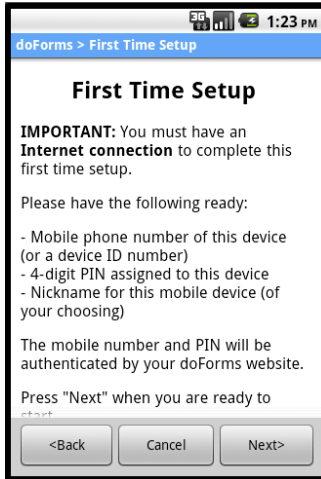 3G 1:23 PM
doForms > First Time Setup
First Time Setup
IMPORTANT: You must have an
Internet connection to complete this
first time setup.
Please have the following ready:
- Mobile phone number of this device
(or a device ID number)
- 4-digit PIN assigned to this device
- Nickname for this mobile device (of
your choosing)
The mobile number and PIN will be
authenticated by your doForms website.
Press "Next" when you are ready to
start
<Back Cancel Next>